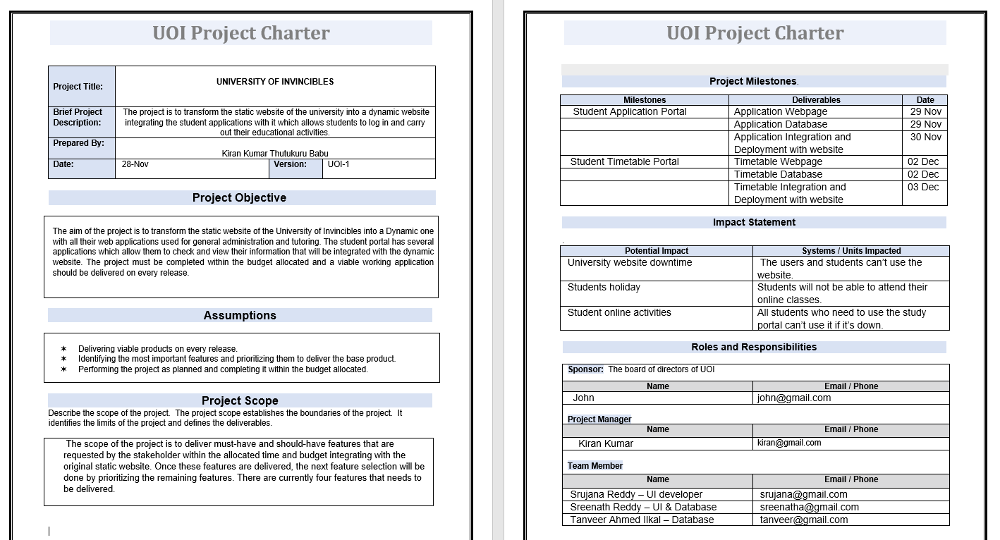 UOI Project Charter
Project Title:
UNIVERSITY OF INVINCIBLES
Brief Project
Description:
The project is to transform the static website of the university into a dynamic website
integrating the student applications with it which allows students to log in and carry
out their educational activities.
Prepared By:
Kiran Kumar Thutukuru Babu
Date: 28-Nov Version: UOI-1
Project Objective
The aim of the project is to transform the static website of the University of Invincibles into a Dynamic one
with all their web applications used for general administration and tutoring. The student portal has several
applications which allow them to check and view their information that will be integrated with the dynamic
website. The project must be completed within the budget allocated and a viable working application
should be delivered on every release.
Assumptions
✶ Delivering viable products on every release.
✶ Identifying the most important features and prioritizing them to deliver the base product.
✶ Performing the project as planned and completing it within the budget allocated.
Project Scope
Describe the scope of the project. The project scope establishes the boundaries of the project. It
identifies the limits of the project and defines the deliverables.
The scope of the project is to deliver must-have and should-have features that are
requested by the stakeholder within the allocated time and budget integrating with the
original static website. Once these features are delivered, the next feature selection will be
done by prioritizing the remaining features. There are currently four features that needs to
be delivered.
UOI Project Charter
Project Milestones.
Milestones Deliverables Date
Student Application Portal Application Webpage 29 Nov
Application Database 29 Nov
Application Integration and 30 Nov
Deployment with website
Student Timetable Portal Timetable Webpage 02 Dec
Timetable Database 02 Dec
Timetable Integration and 03 Dec
Deployment with website
Impact Statement
.
Potential Impact Systems / Units Impacted
University website downtime The users and students can’t use the
website.
Students holiday Students will not be able to attend their
online classes.
Student online activities All students who need to use the study
portal can’t use it if it’s down.
Roles and Responsibilities
Sponsor: The board of directors of UOI
Name Email / Phone
John john@gmail.com
Project Manager
Name Email / Phone
Kiran Kumar kiran@gmail.com
Team Member
Name Email / Phone
Srujana Reddy – UI developer srujana@gmail.com
Sreenath Reddy – UI & Database sreenatha@gmail.com
Tanveer Ahmed Ilkal – Database tanveer@gmail.com